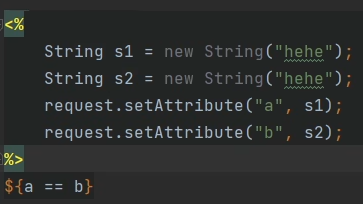 <%
String s1 = new String("hehe");
String s2 = new String("hehe");
request.setAttribute("a", s1);
request.setAttribute("b", s2);
%>
${a == b}